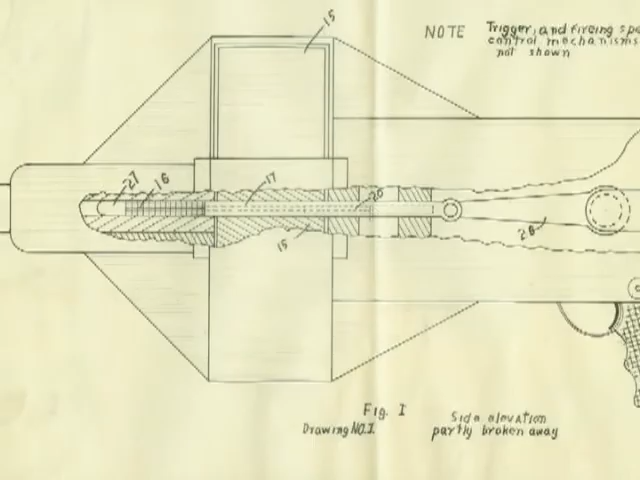 15
NOTE Trigger, and fireing
control mechanisms
not shown
27
16
17
20
15
28
Fig. I
Drawing NO.I.
Side elevation
partly broken away